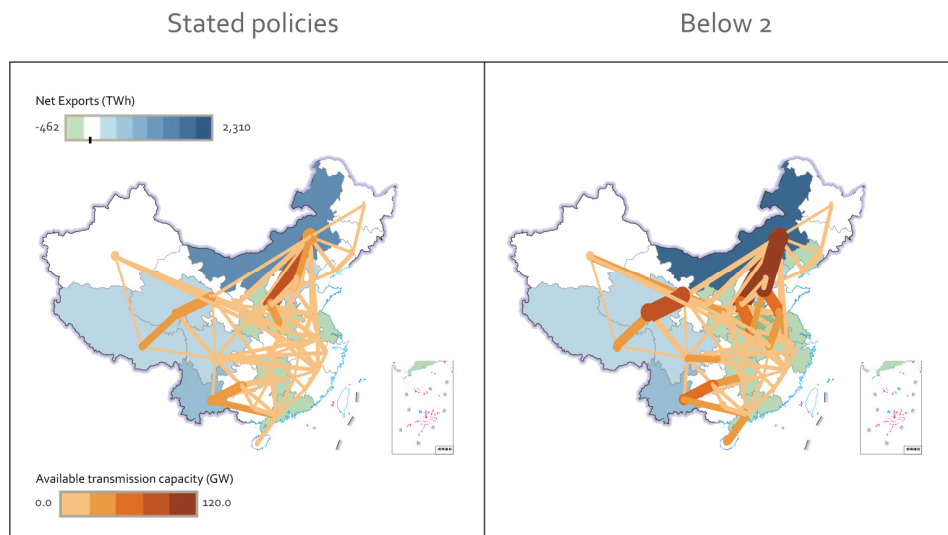 Stated policies
Below 2
Net Exports (TWh)
-462
2,310
Available transmission capacity (GW)
0.0
120.0